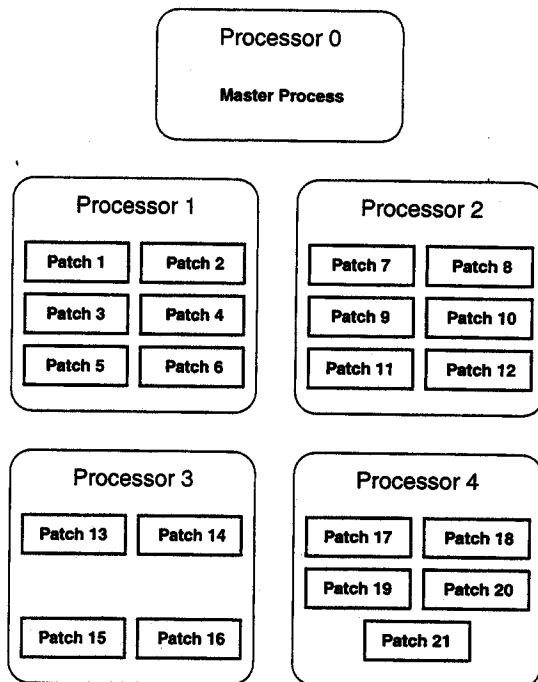 Processor 0
Master Process
Processor 1
Patch 1
Patch 2
Patch 3
Patch 4
Patch 5
Patch 6
Processor 2
Patch 7
Patch 8
Patch 9
Patch 10
Patch 11
Patch 12
Processor 3
Patch 13
Patch 14
Patch 15
Patch 16
Processor 4
Patch 17
Patch 18
Patch 19
Patch 20
Patch 21